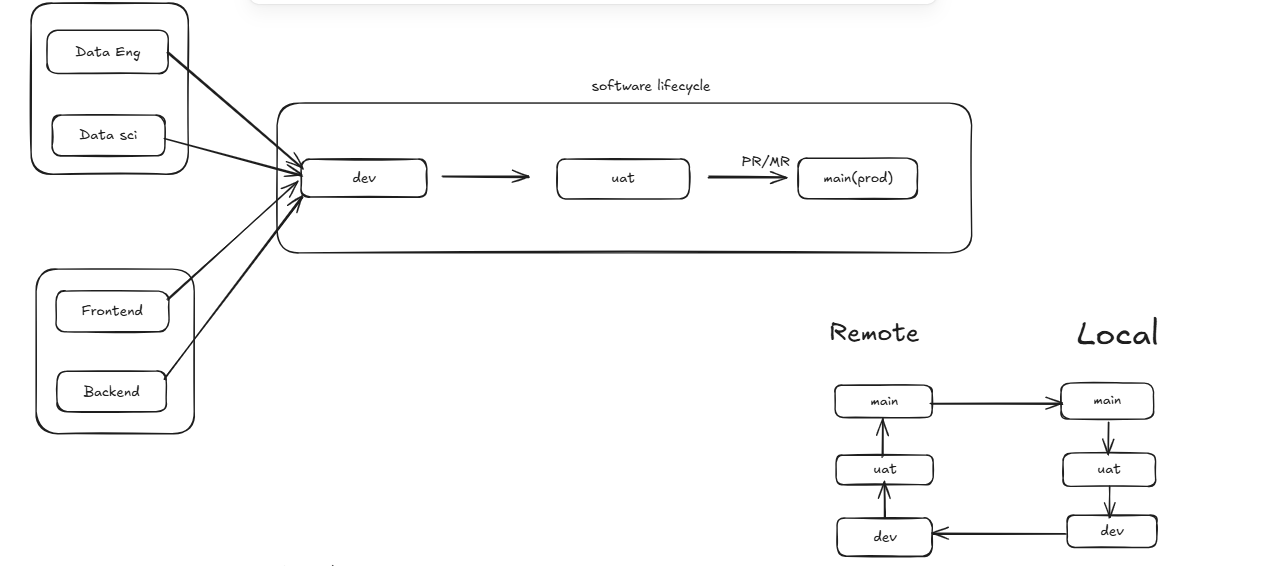 Data Eng
Data sci
software lifecycle
dev
uat
PR/MR
main(prod)
Frontend
Backend
Remote
Local
main
main
uat
uat
dev
dev